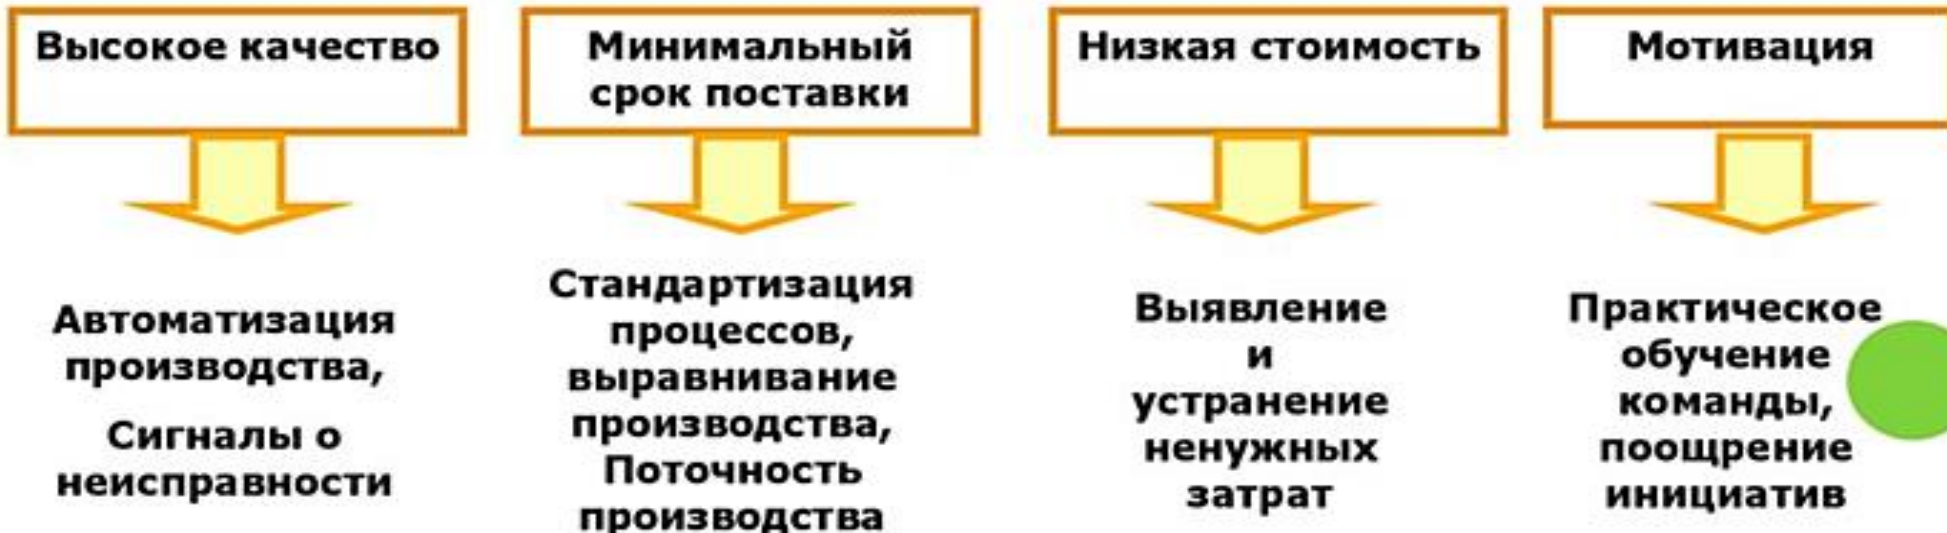 Высокое качество
Минимальный
срок поставки
Низкая стоимость
Мотивация
Автоматизация
производства,
Сигналы о
неисправности
Стандартизация
процессов,
выравнивание
производства,
Поточность
производства
Выявление
и
устранение
ненужных
затрат
Практическое
обучение
команды,
поощрение
инициатив